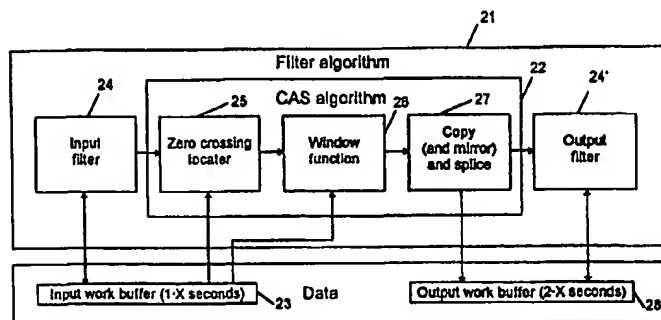 21
Filter algorithm
22
24
CAS algorithm
24'
25
26
27
Input
filter
Zero crossing
locater
Window
function
Copy
(and mirror)
and splice
Output
filter
Data
Input work buffer (1-X seconds)
23
Output work buffer (2-X seconds)
28